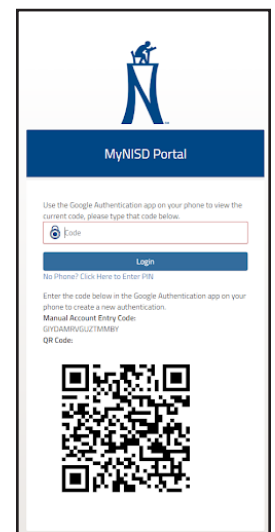 N
MyNISD Portal
Use the Google Authentication app on your phone to view the
current code, please type that code below.
Code
Login
No Phone? Click Here to Enter PIN
Enter the code below in the Google Authentication app on your
phone to create a new authentication.
Manual Account Entry Code:
GIYDAMRVGUZTMMBY
QR Code: